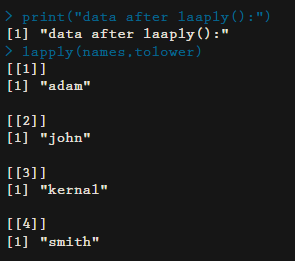 > print("data after laaply():")
[1] "data after laaply():"
> lapply(names,tolower)
[[1]]
[1] "adam"
[[2]]
[1] "john"
[[3]]
[1] "kernal"
[[4]]
[1] "smith"